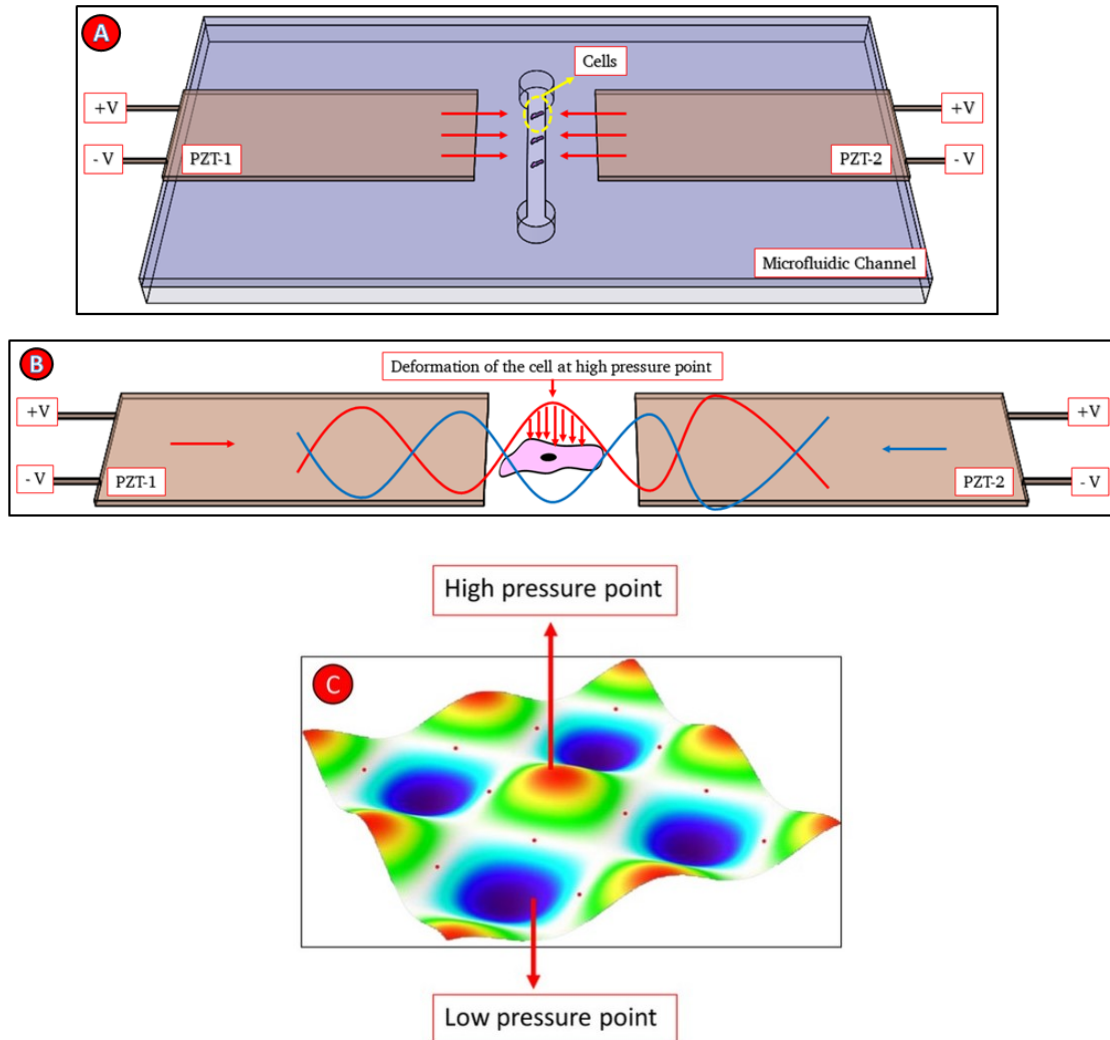 A
Cells
+V
+V
- V
PZT-1
PZT-2
- V
Microfluidic Channel
B
Deformation of the cell at high pressure point
+V
+V
- V
PZT-1
PZT-2
- V
High pressure point
C
Low pressure point